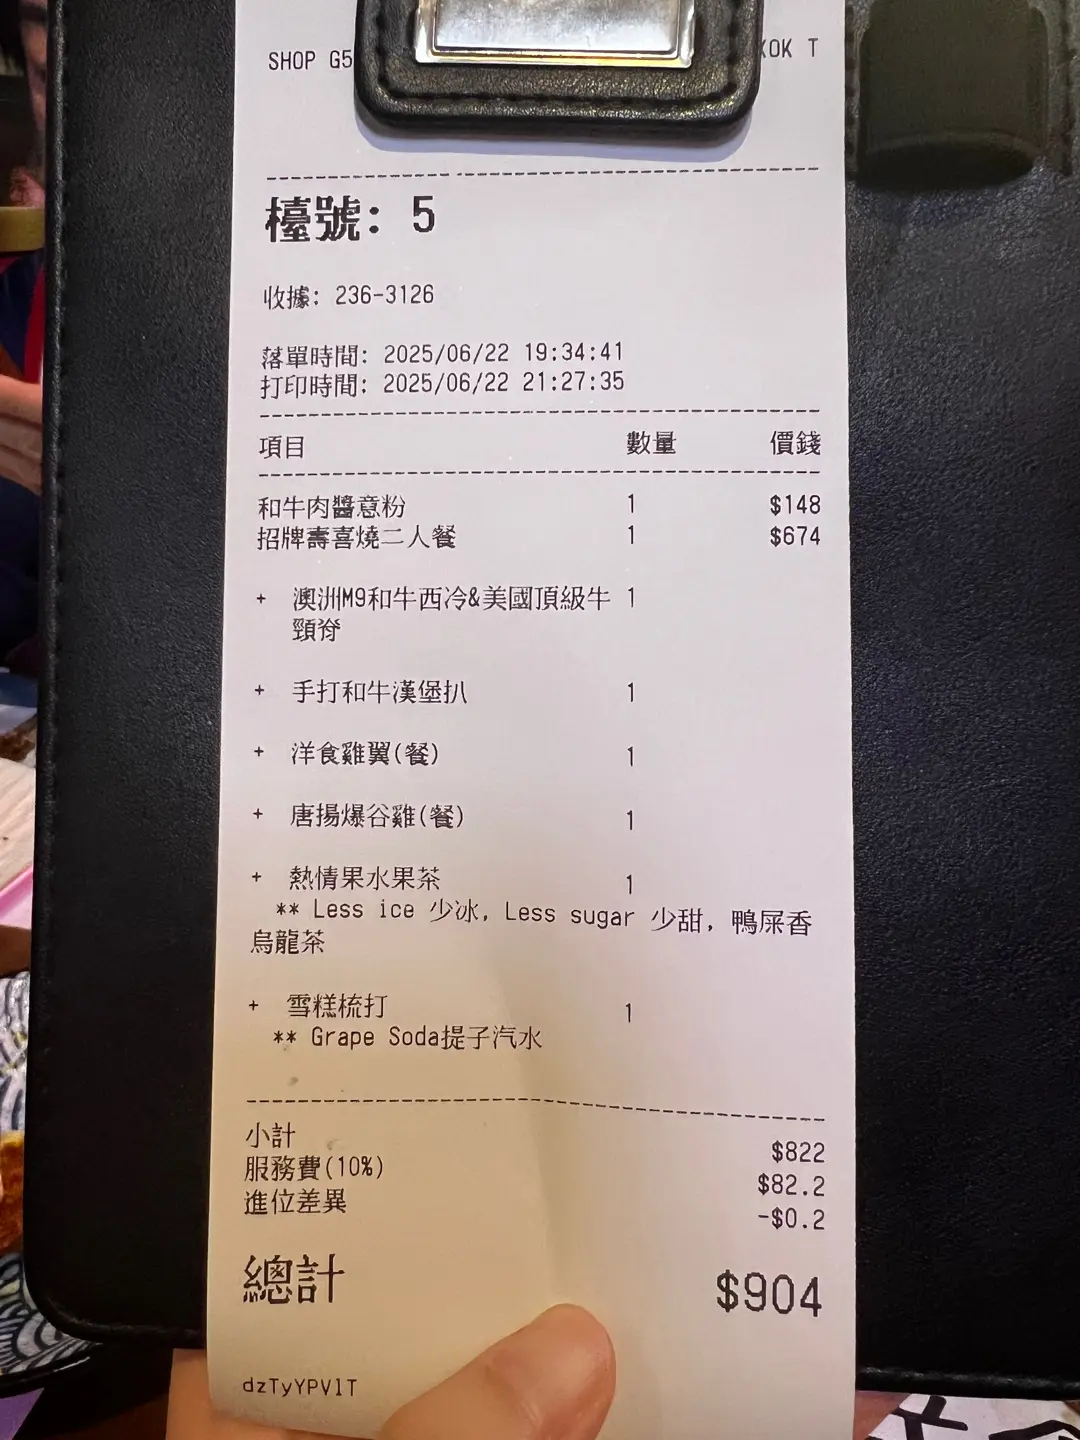 SHOP G5
KOK T
檯號: 5
收據: 236-3126
落單時間: 2025/06/22 19:34:41
打印時間: 2025/06/22 21:27:35
項目 數量 價錢
和牛肉醬意粉 1 $148
招牌壽喜燒二人餐 1 $674
+ 澳洲M9和牛西冷&美國頂級牛 1
頸脊
+ 手打和牛漢堡扒 1
+ 洋食雞翼(餐) 1
+ 唐揚爆谷雞(餐) 1
+ 熱情果水果茶 1
** Less ice 少冰, Less sugar 少甜, 鴨屎香
烏龍茶
+ 雪糕梳打 1
** Grape Soda提子汽水
小計 $822
服務費(10%) $82.2
進位差異 -$0.2
總計 $904
dzTyYPVlT